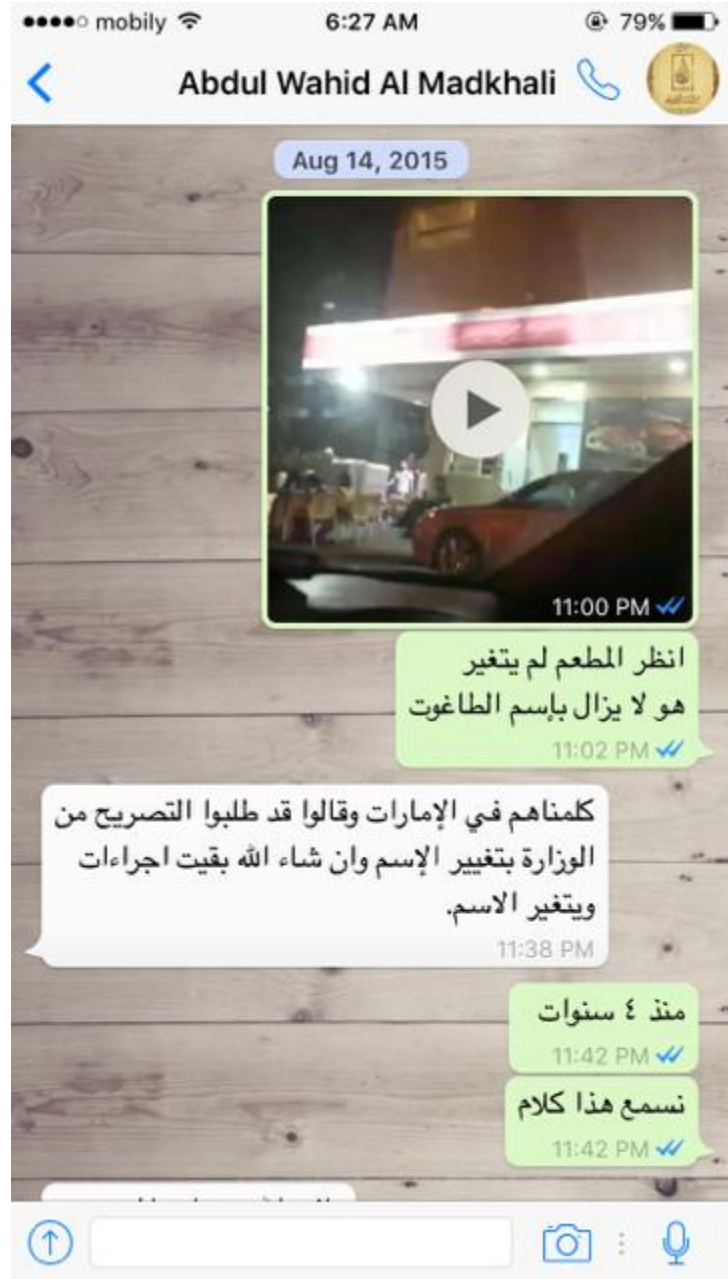 mobily
6:27 AM
79%
Abdul Wahid Al Madkhali
Aug 14, 2015
11:00 PM
انظر المطعم لم يتغير
هو لا يزال بإسم الطاغوت
11:02 PM
كلمناهم في الإمارات وقالوا قد طلبوا التصريح من
الوزارة بتغيير الإسم وان شاء الله بقيت اجراءات
ويتغير الاسم.
11:38 PM
منذ ٤ سنوات
11:42 PM
نسمع هذا كلام
11:42 PM